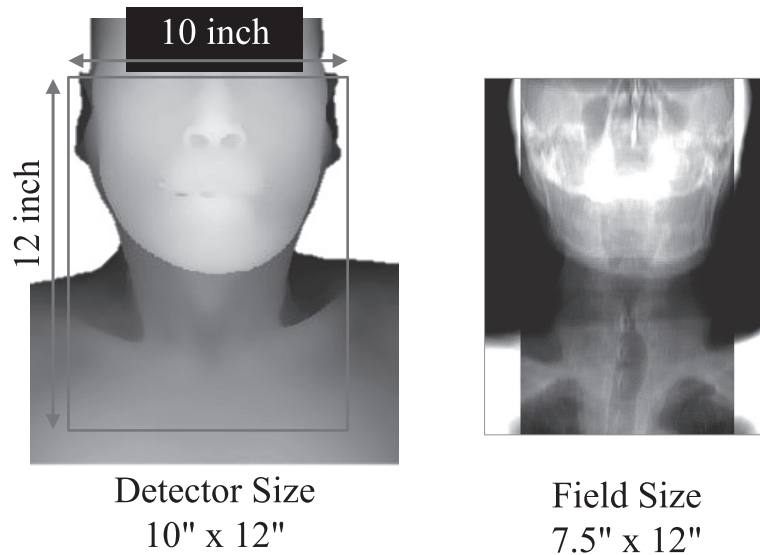 10 inch
12 inch
Detector Size
10" x 12"
Field Size
7.5" x 12"